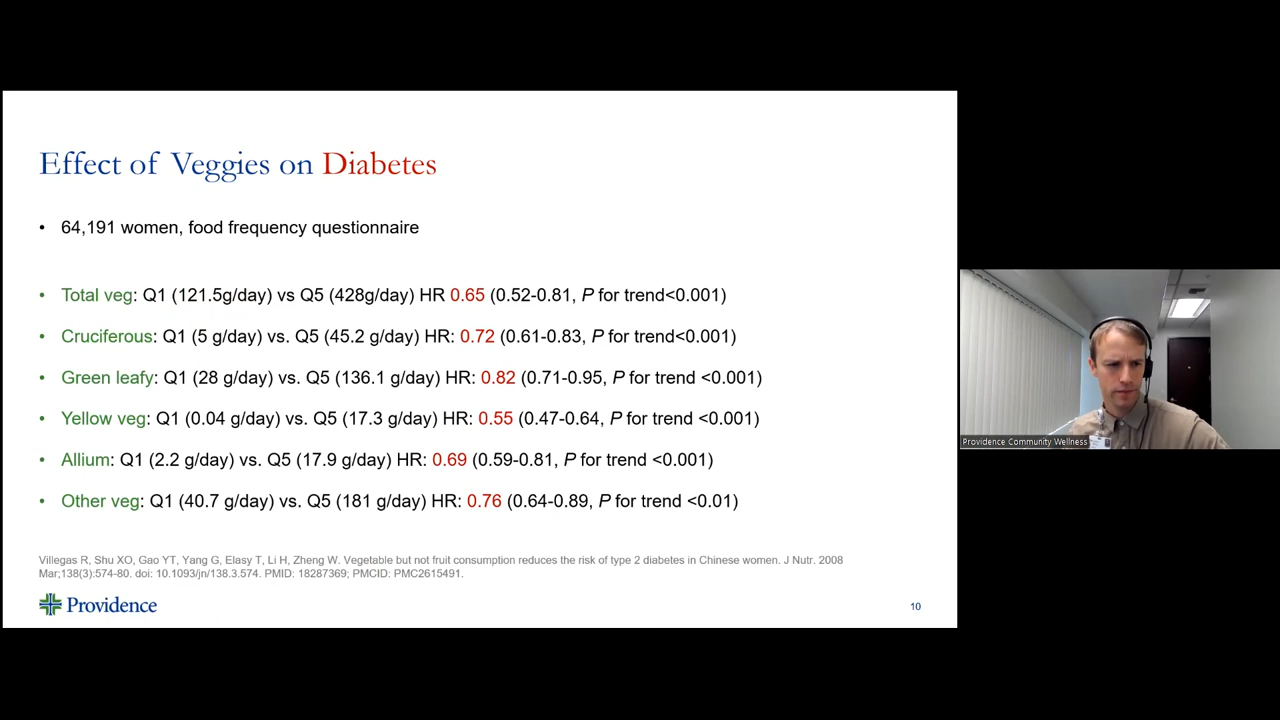 Effect of Veggies on Diabetes
• 64,191 women, food frequency questionnaire
• Total veg: Q1 (121.5g/day) vs Q5 (428g/day) HR 0.65 (0.52-0.81, P for trend<0.001)
• Cruciferous: Q1 (5 g/day) vs. Q5 (45.2 g/day) HR: 0.72 (0.61-0.83, P for trend<0.001)
• Green leafy: Q1 (28 g/day) vs. Q5 (136.1 g/day) HR: 0.82 (0.71-0.95, P for trend <0.001)
• Yellow veg: Q1 (0.04 g/day) vs. Q5 (17.3 g/day) HR: 0.55 (0.47-0.64, P for trend <0.001)
• Allium: Q1 (2.2 g/day) vs. Q5 (17.9 g/day) HR: 0.69 (0.59-0.81, P for trend <0.001)
• Other veg: Q1 (40.7 g/day) vs. Q5 (181 g/day) HR: 0.76 (0.64-0.89, P for trend <0.01)
Villegas R, Shu XO, Gao YT, Yang G, Elasy T, Li H, Zheng W. Vegetable but not fruit consumption reduces the risk of type 2 diabetes in Chinese women. J Nutr. 2008
Mar;138(3):574-80. doi: 10.1093/jn/138.3.574. PMID: 18287369; PMCID: PMC2615491.
Providence
10
Providence Community Wellness